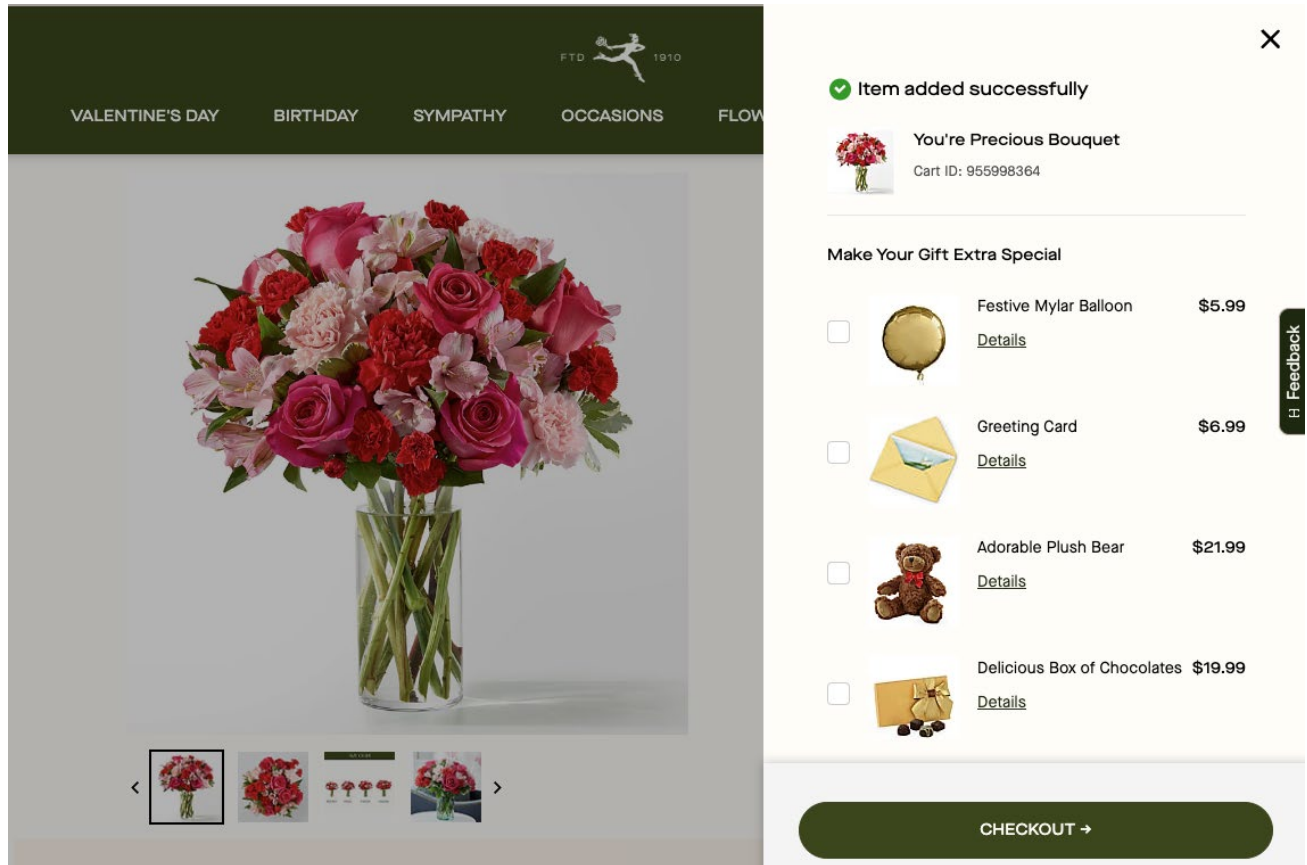 FTD 1910
VALENTINE'S DAY BIRTHDAY SYMPATHY OCCASIONS FLOW
Item added successfully
You're Precious Bouquet
Cart ID: 955998364
Make Your Gift Extra Special
Festive Mylar Balloon $5.99
Details
Greeting Card $6.99
Details
Adorable Plush Bear $21.99
Details
Delicious Box of Chocolates $19.99
Details
Feedback
CHECKOUT →